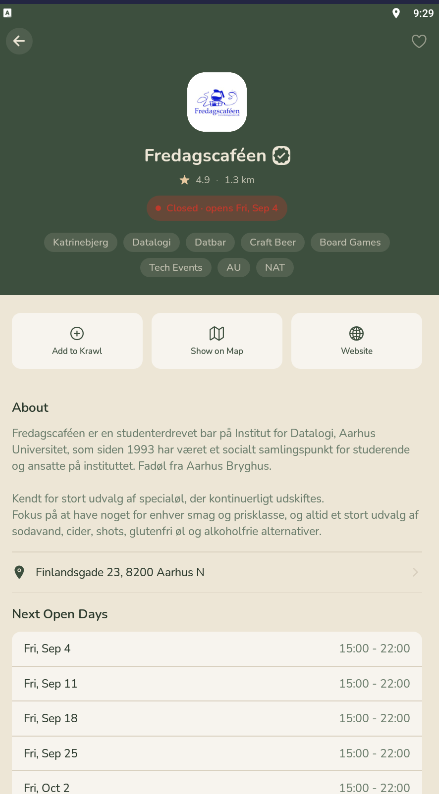 A
9:29
Fredagscaféen
Fredagscaféen
4.9 · 1.3 km
Closed · opens Fri, Sep 4
Katrinebjerg Datalogi Datbar Craft Beer Board Games
Tech Events AU NAT
Add to Krawl Show on Map Website
About
Fredagscaféen er en studenterdrevet bar på Institut for Datalogi, Aarhus
Universitet, som siden 1993 har været et socialt samlingspunkt for studerende
og ansatte på instituttet. Fadøl fra Aarhus Bryghus.
Kendt for stort udvalg af specialøl, der kontinuerligt udskiftes.
Fokus på at have noget for enhver smag og prisklasse, og altid et stort udvalg af
sodavand, cider, shots, glutenfri øl og alkoholfrie alternativer.
Finlandsgade 23, 8200 Aarhus N
Next Open Days
Fri, Sep 4 15:00 - 22:00
Fri, Sep 11 15:00 - 22:00
Fri, Sep 18 15:00 - 22:00
Fri, Sep 25 15:00 - 22:00
Fri, Oct 2 15:00 - 22:00